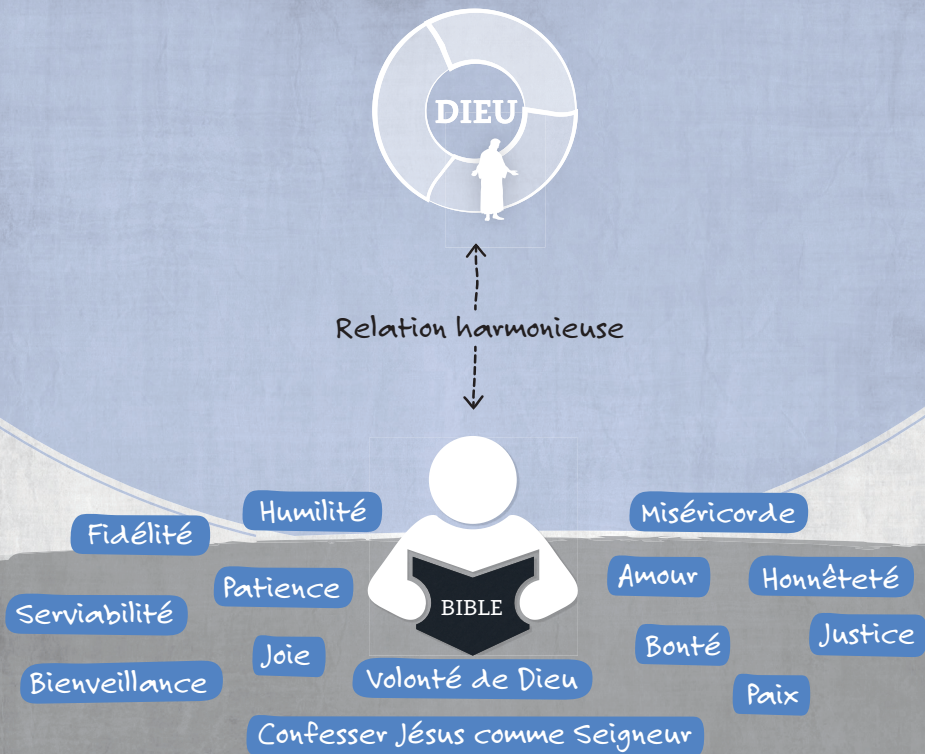 DIEU
Relation harmonieuse
Humilité
Miséricorde
Fidélité
Patience
Amour
Honnêteté
Serviabilité
BIBLE
Joie
Bonté
Justice
Bienveillance
Volonté de Dieu
Paix
Confesser Jésus comme Seigneur